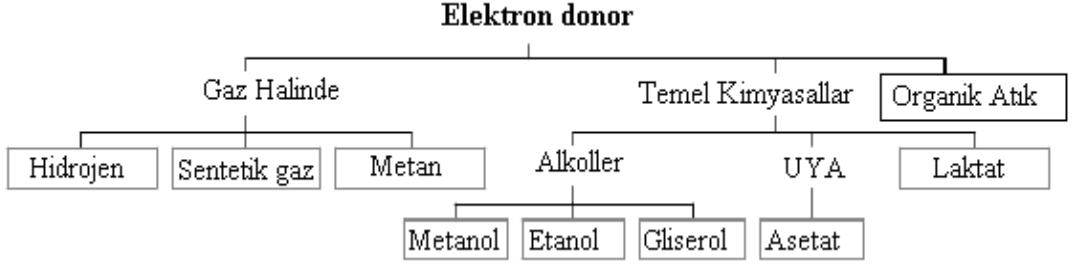 Elektron donor
Gaz Halinde
Temel Kimyasallar
Organik Atık
Hidrojen
Sentetik gaz
Metan
Alkoller
UYA
Laktat
Metanol
Etanol
Gliserol
Asetat